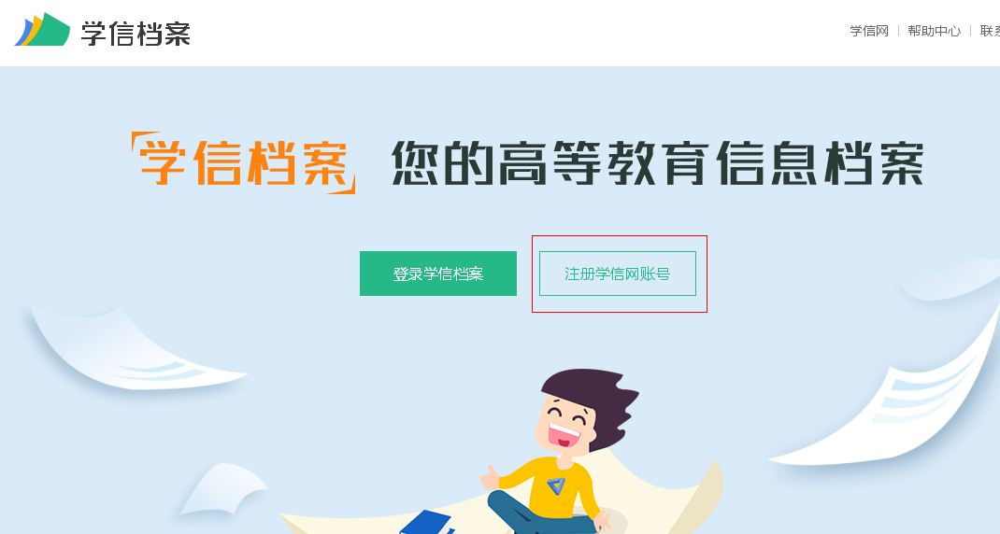 学信档案
学信网 | 帮助中心 | 联系
学信档案 您的高等教育信息档案
登录学信档案 注册学信网账号